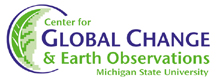 Center for
GLOBAL CHANGE
& EARTH OBSERVATIONS
Michigan State University